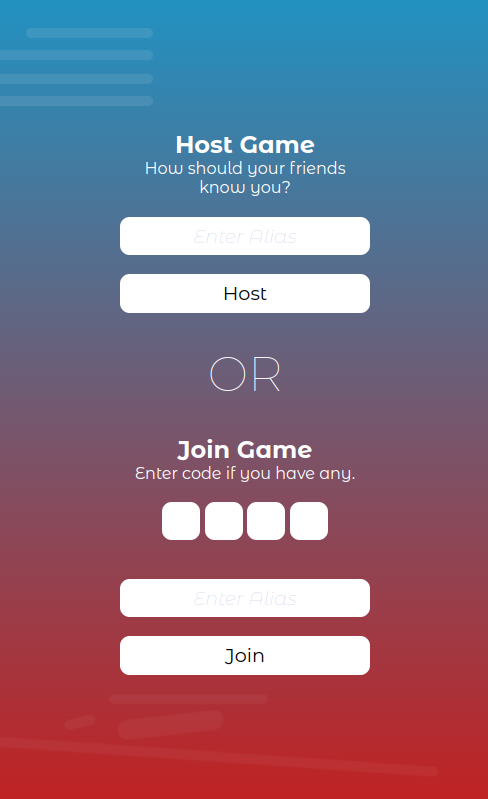 Host Game
How should your friends
know you?
Enter Alias
Host
OR
Join Game
Enter code if you have any.
Enter Alias
Join